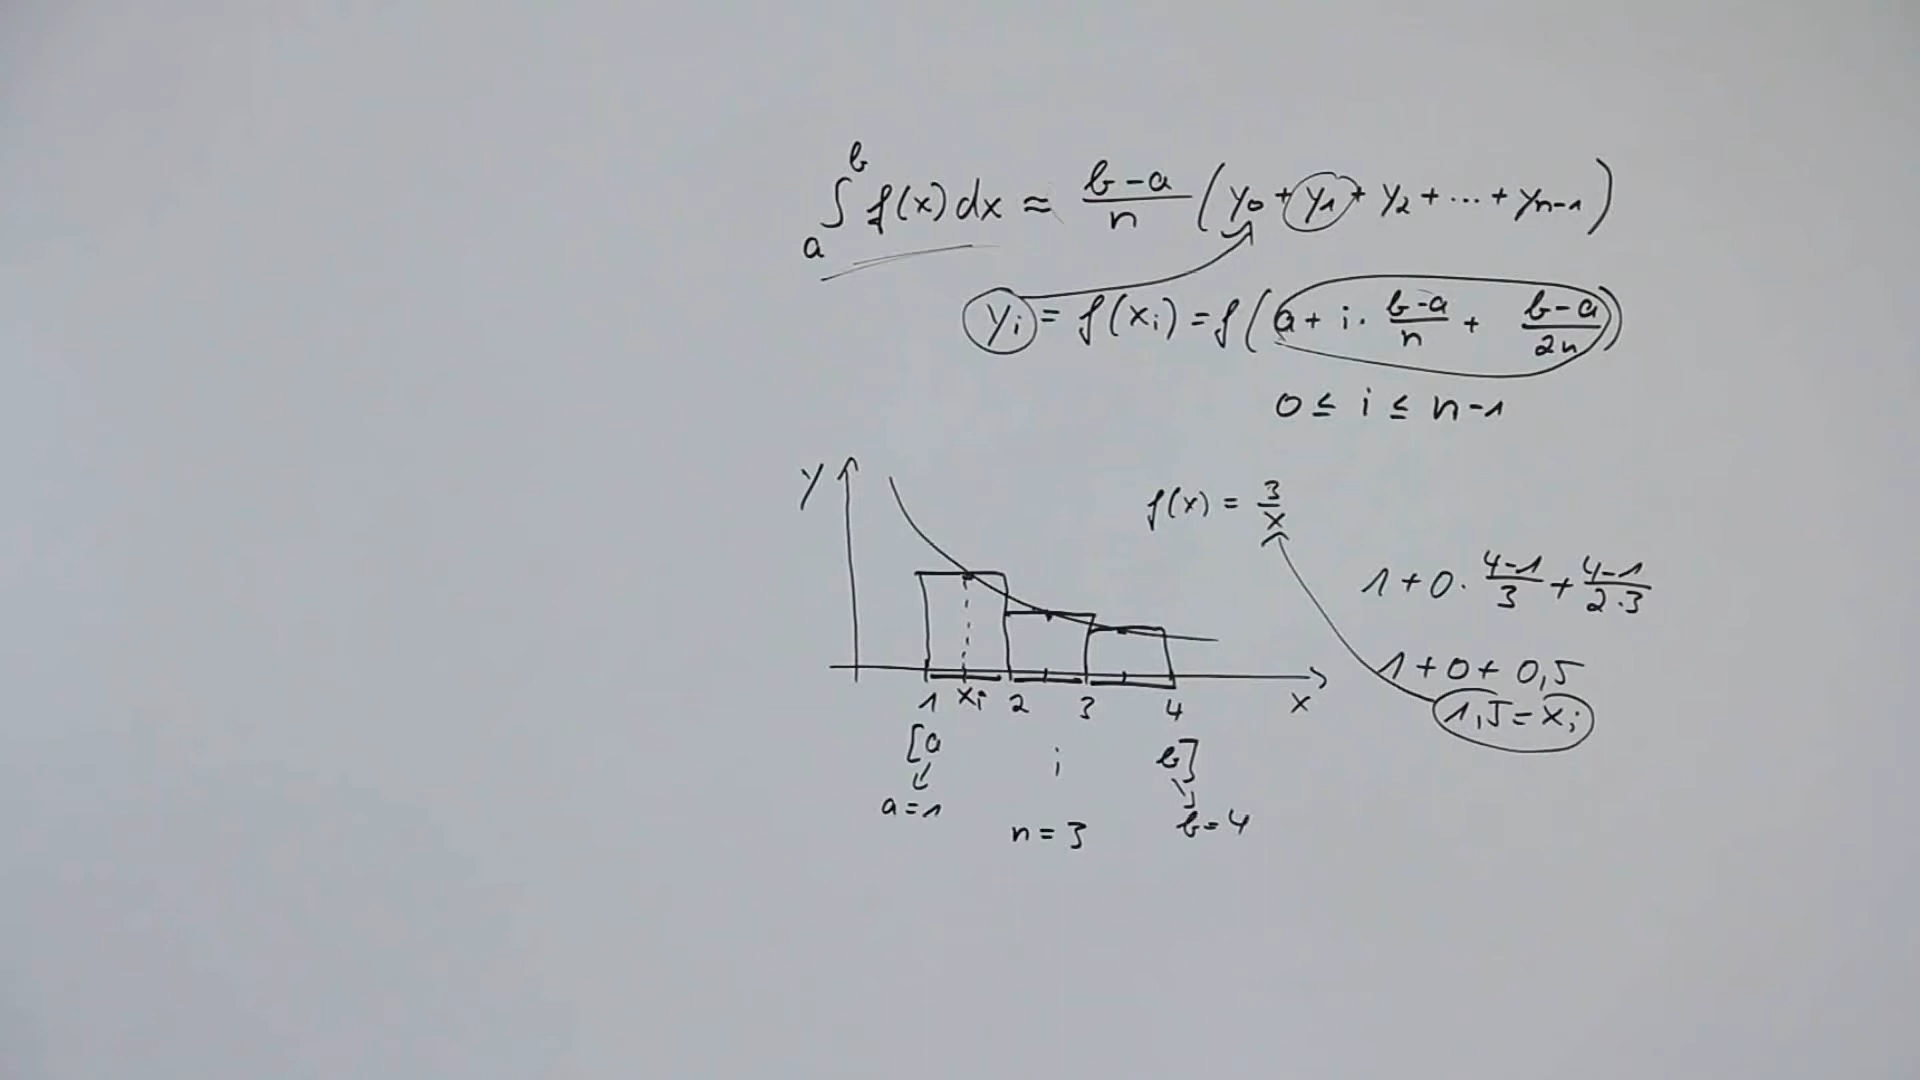 ∫ₐᵇ f(x) dx ≈ (b-a)/n (y₀ + y₁ + y₂ + ... + yₙ₋₁)
yᵢ = f(xᵢ) = f(a + i · (b-a)/n + (b-a)/2n)
0 ≤ i ≤ n-1
y
f(x) = 3/x
1 + 0 · (4-1)/3 + (4-1)/(2·3)
1 + 0 + 0,5
1,5 = xᵢ
1 xᵢ 2 3 4 x
[a i b]
a = 1 n = 3 b = 4